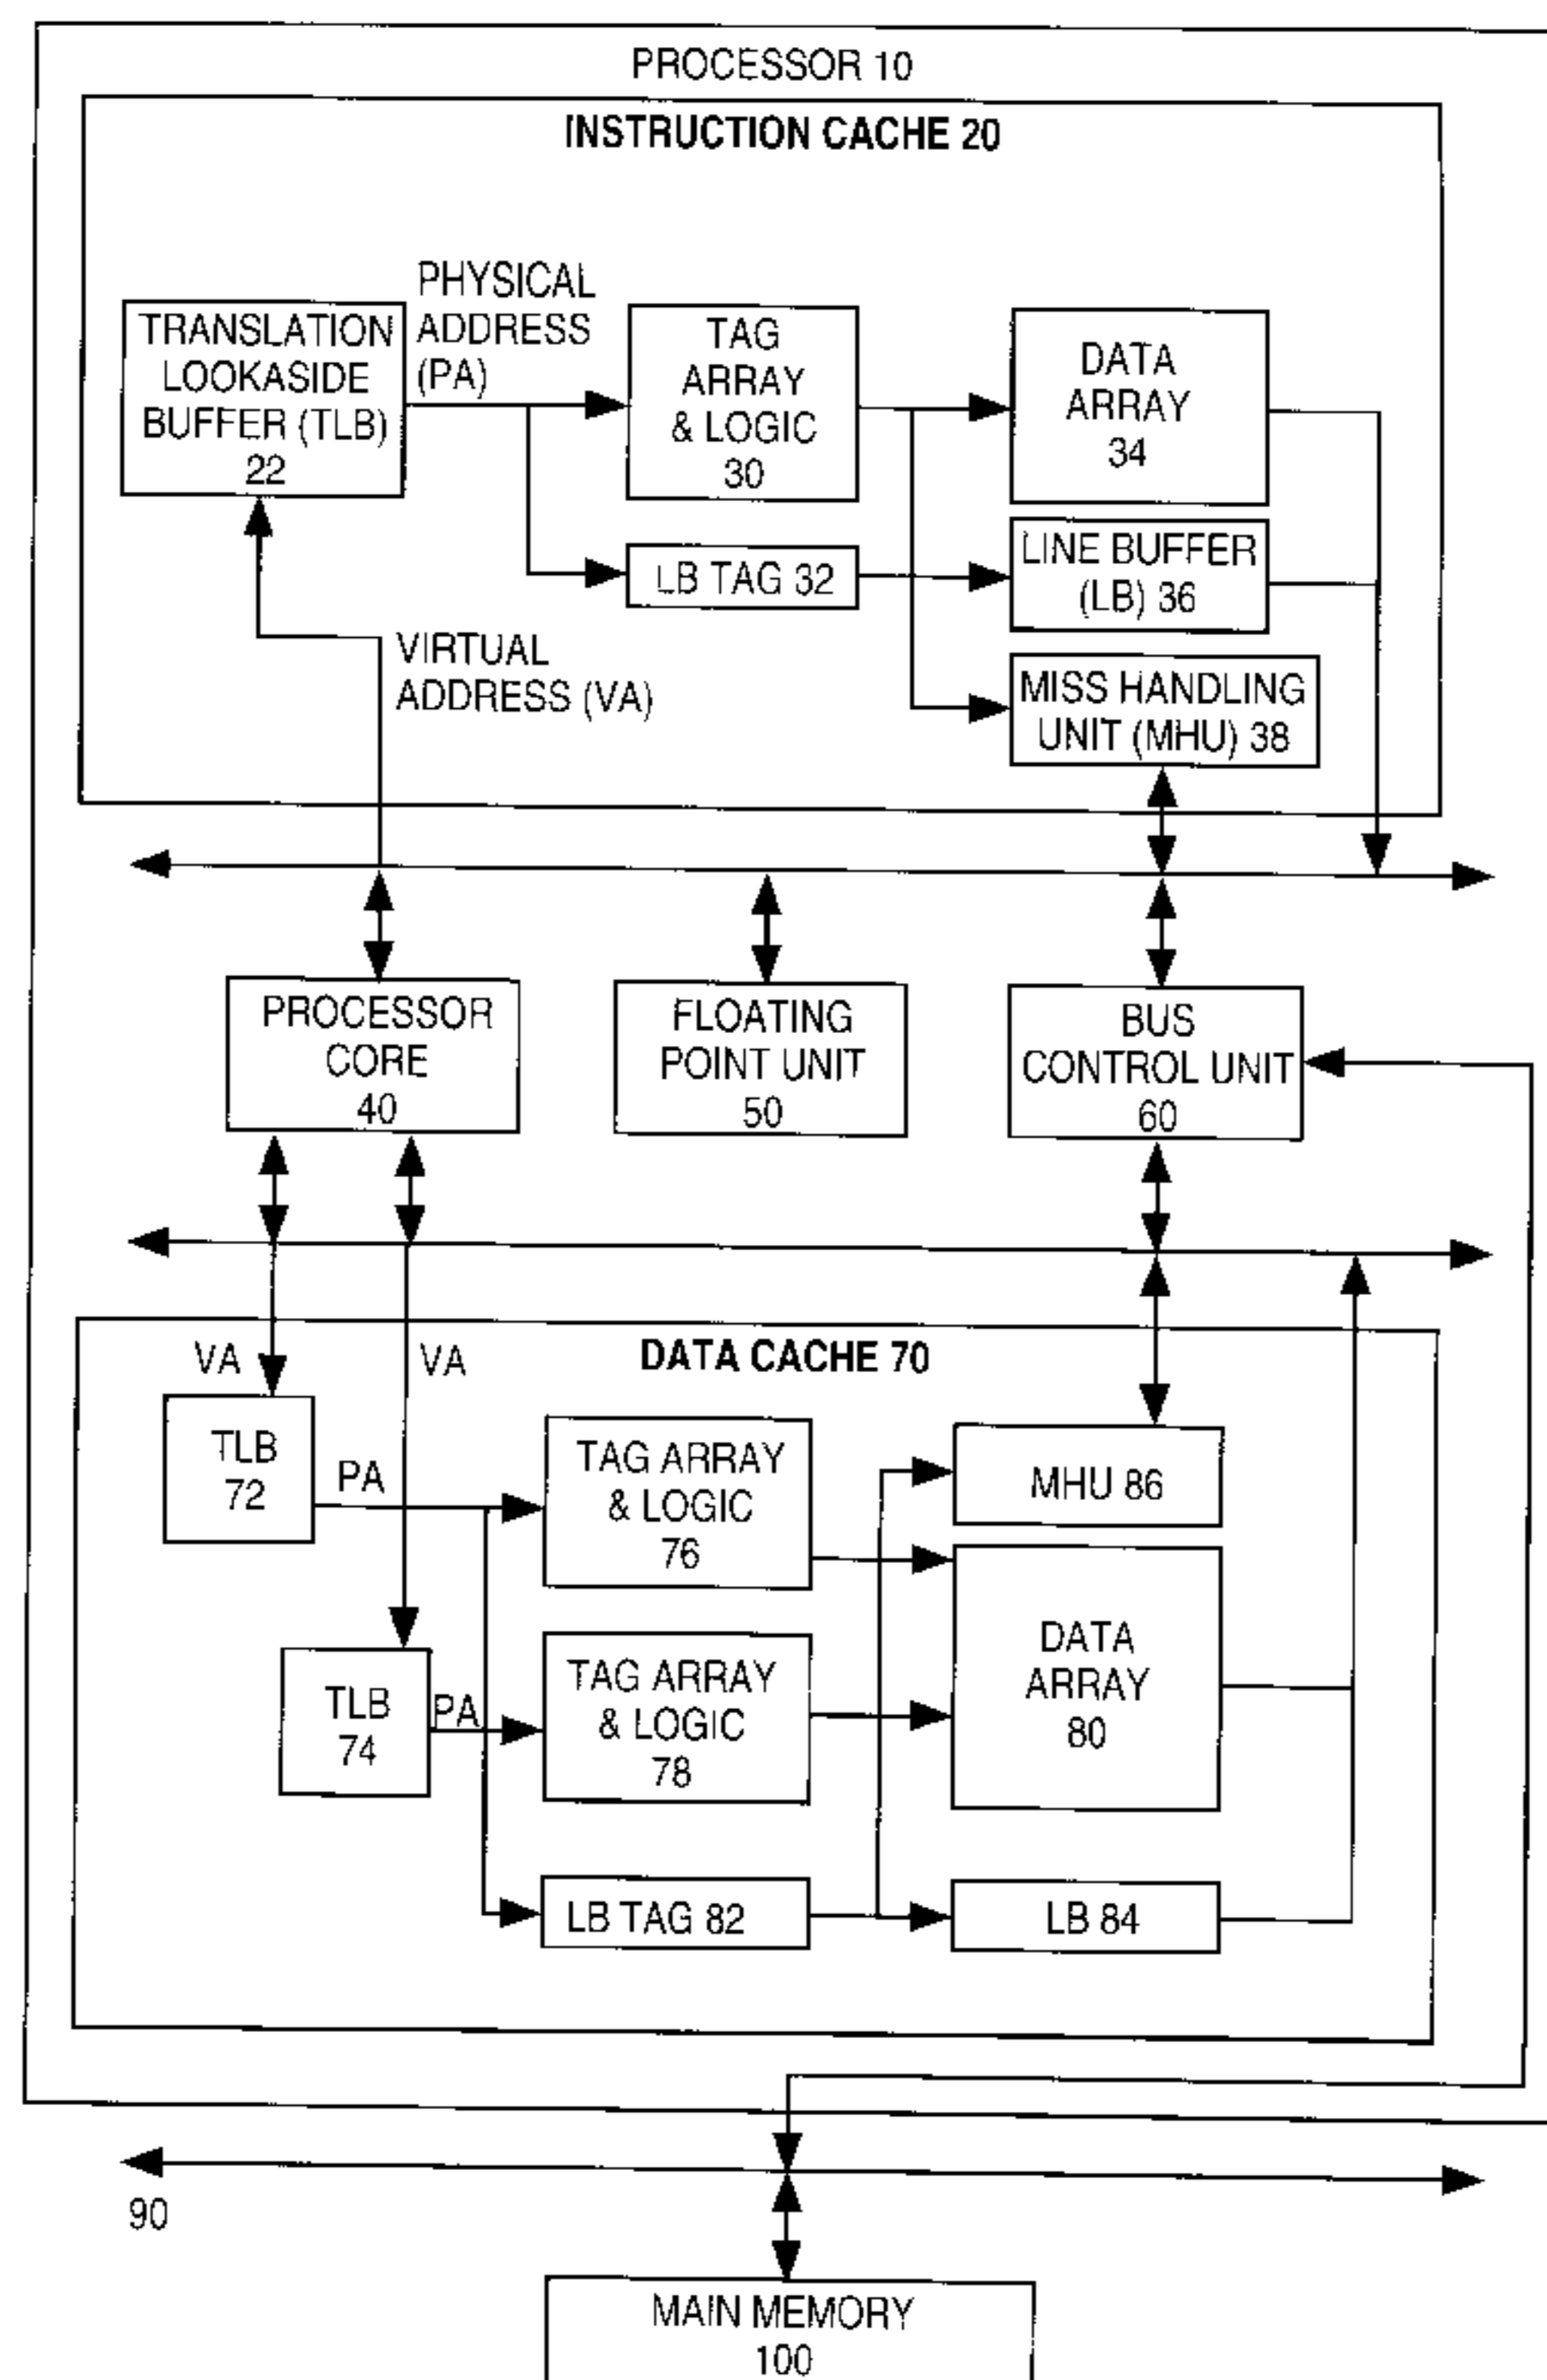 PROCESSOR 10
INSTRUCTION CACHE 20
TRANSLATION
LOOKASIDE
BUFFER (TLB)
22
PHYSICAL
ADDRESS
(PA)
TAG
ARRAY
& LOGIC
30
DATA
ARRAY
34
LB TAG 32
LINE BUFFER
(LB) 36
VIRTUAL
ADDRESS (VA)
MISS HANDLING
UNIT (MHU) 38
PROCESSOR
CORE
40
FLOATING
POINT UNIT
50
BUS
CONTROL UNIT
60
DATA CACHE 70
VA
VA
TLB
72
PA
TAG ARRAY
& LOGIC
76
MHU 86
TLB
74
PA
TAG ARRAY
& LOGIC
78
DATA
ARRAY
80
LB TAG 82
LB 84
90
MAIN MEMORY
100